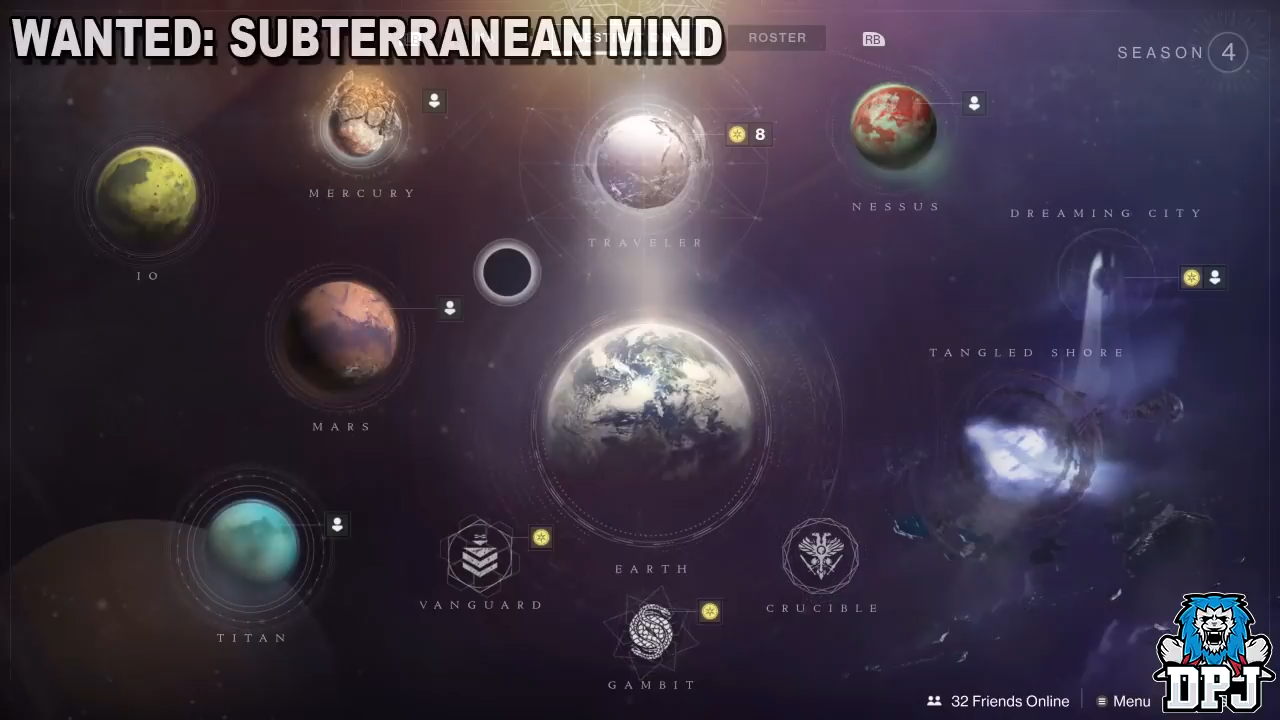 WANTED: SUBTERRANEAN MIND
ROSTER
RB
SEASON 4
8
MERCURY
NESSUS
DREAMING CITY
TRAVELER
IO
TANGLED SHORE
MARS
EARTH
VANGUARD
CRUCIBLE
TITAN
GAMBIT
32 Friends Online
Menu
DPJ